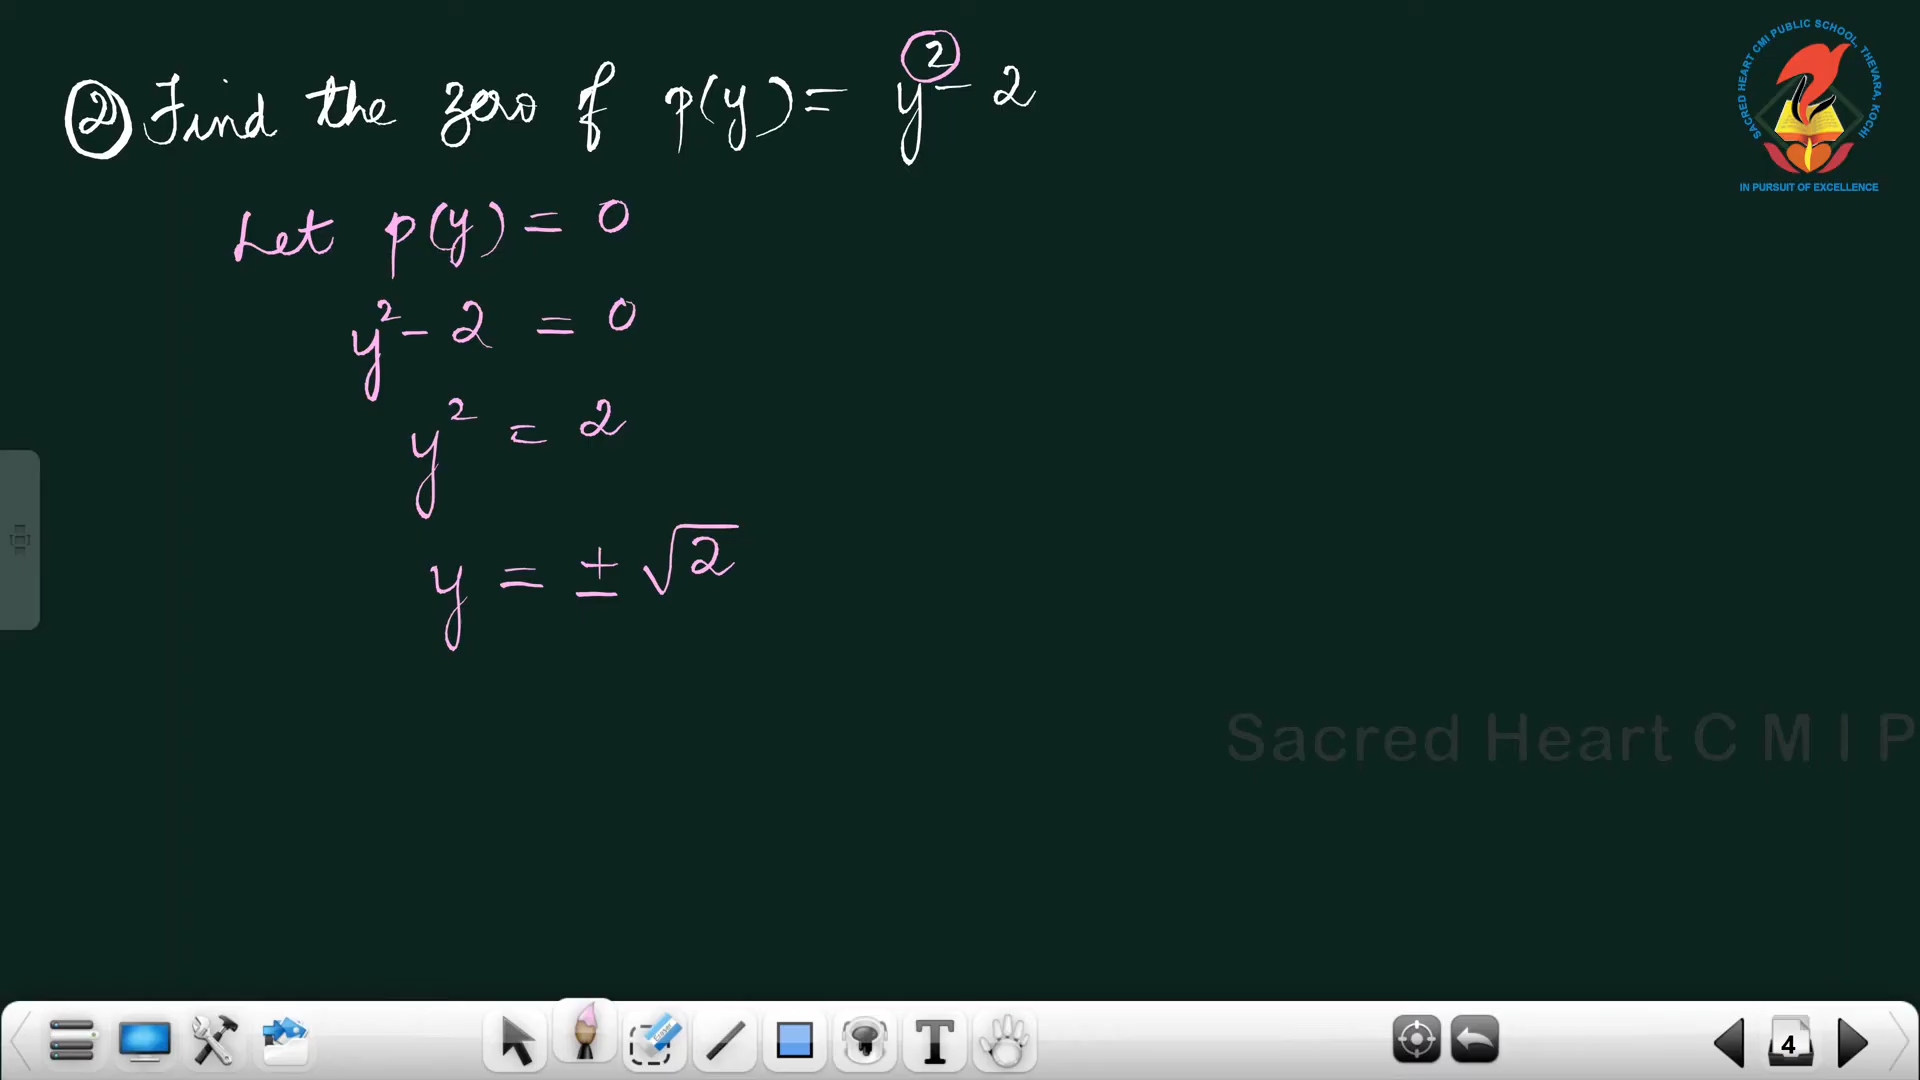 ② Find the zero of p(y) = y² - 2
Let p(y) = 0
y² - 2 = 0
y² = 2
y = ± √2
SACRED HEART CMI PUBLIC SCHOOL, THEVARA, KOCHI
IN PURSUIT OF EXCELLENCE
Sacred Heart C M I P
eraser
T
4